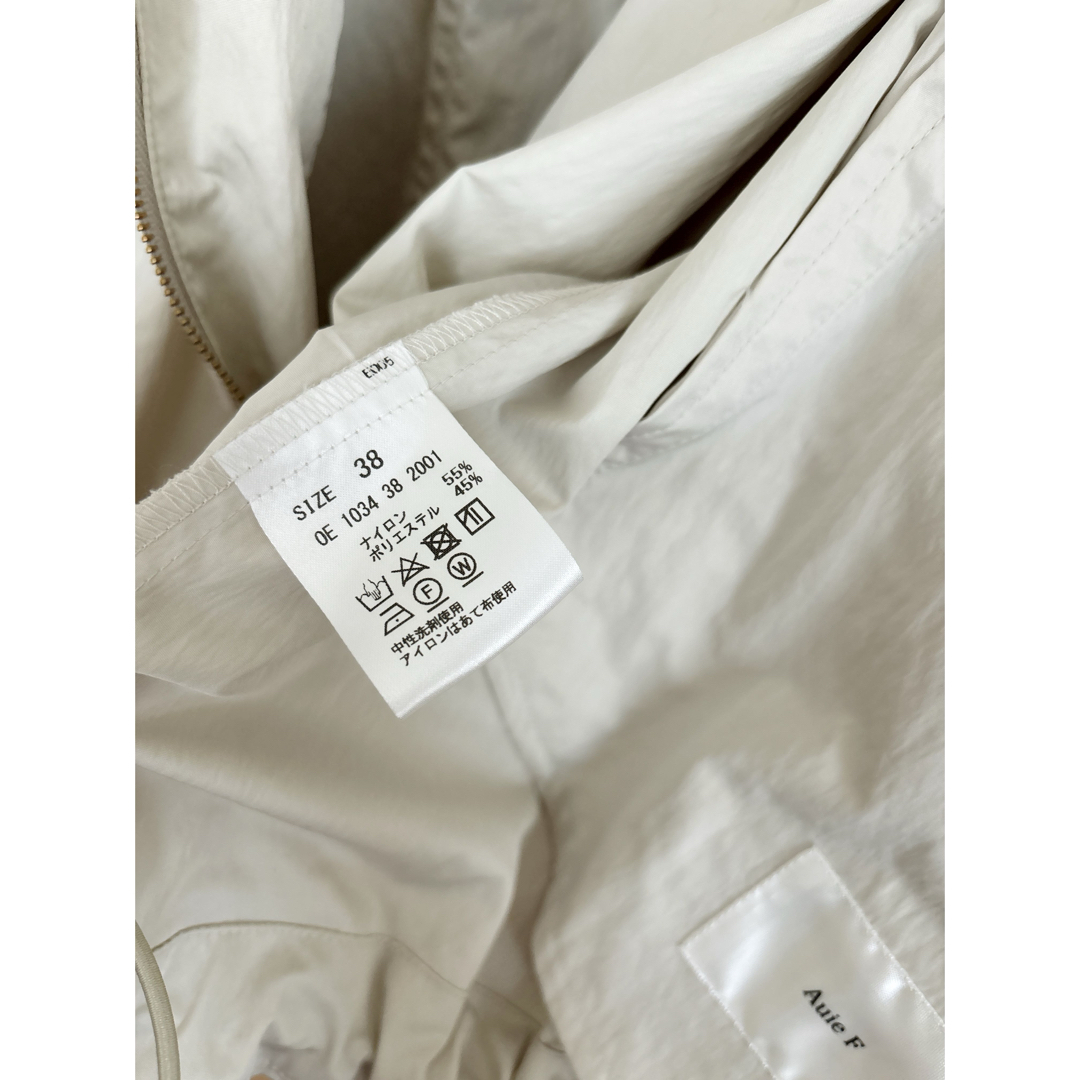 SIZE 38
OE 1034 38 2001
ナイロン 55%
ポリエステル 45%
F W
中性洗剤使用
アイロンはあて布使用
Auie F